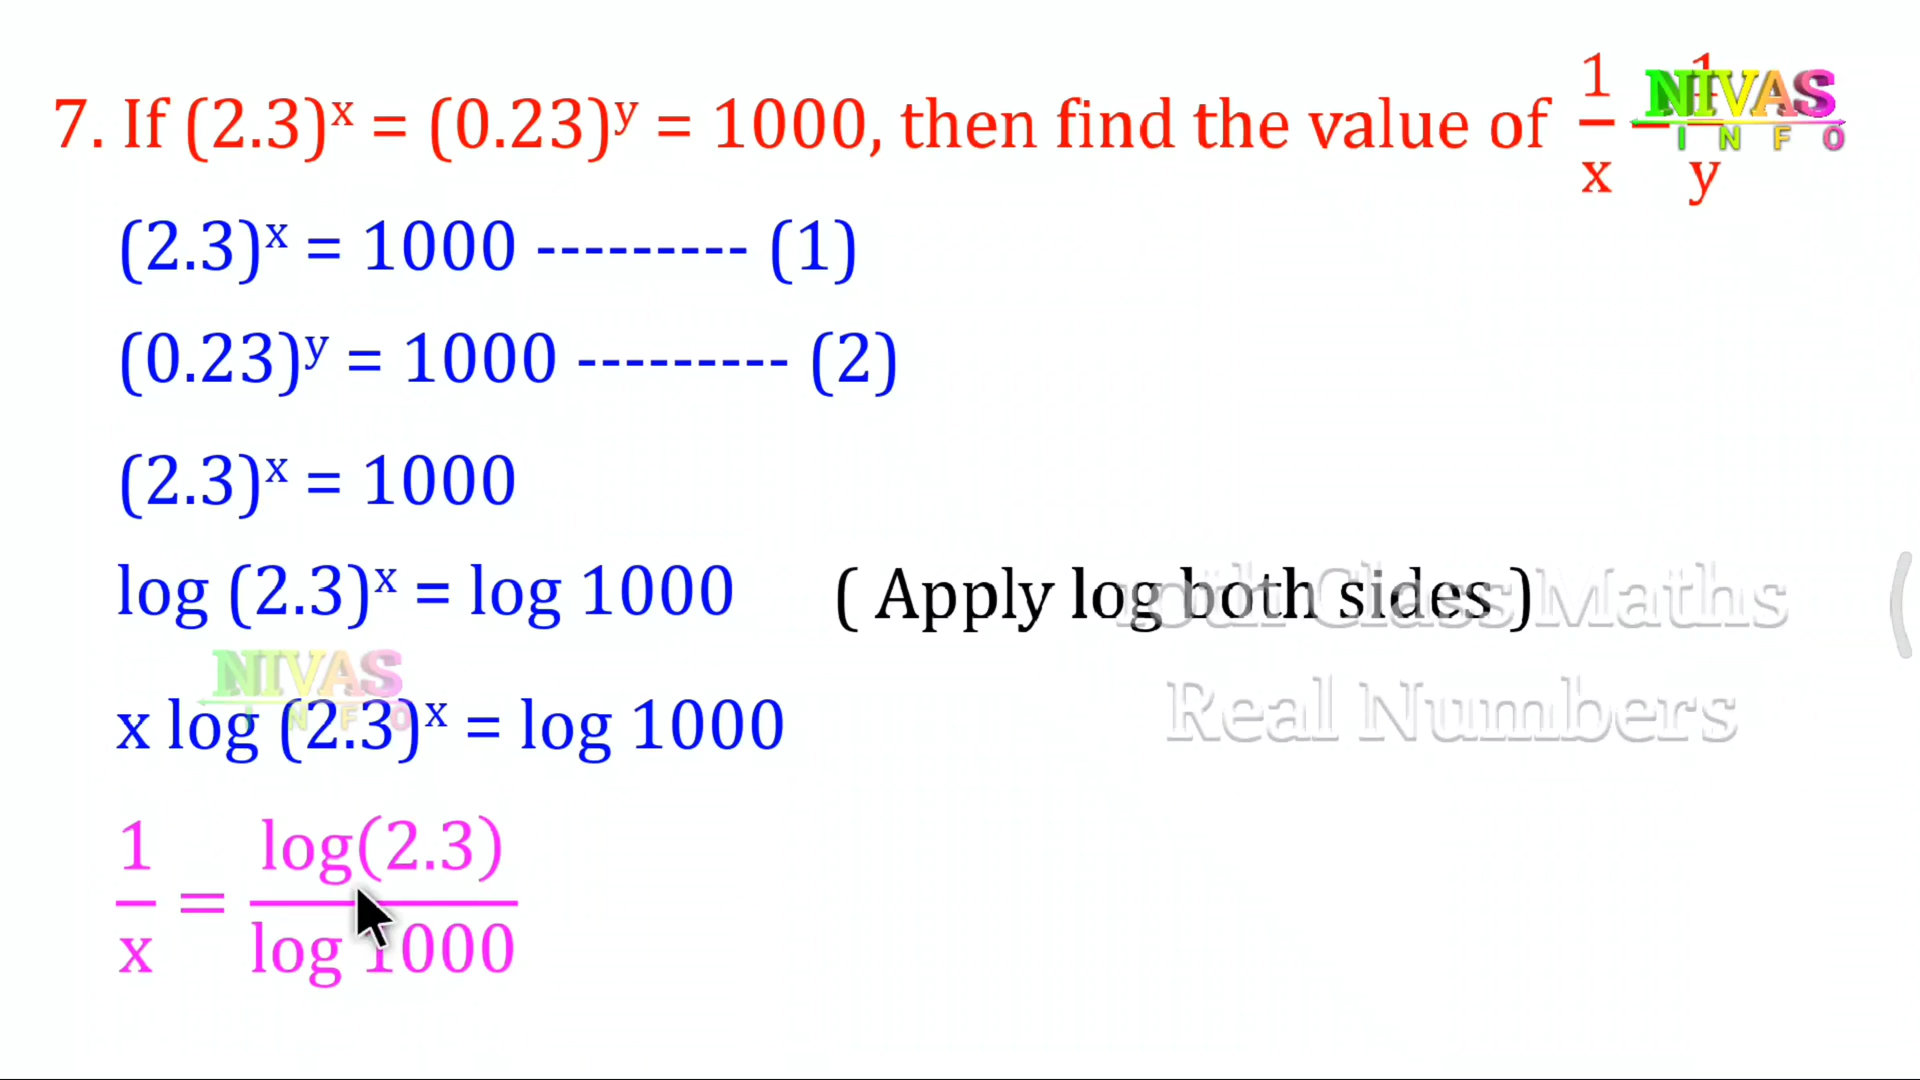 7. If (2.3)ˣ = (0.23)ʸ = 1000, then find the value of 1/x − 1/y
NIVAS
INFO
(2.3)ˣ = 1000 --------- (1)
(0.23)ʸ = 1000 --------- (2)
(2.3)ˣ = 1000
log (2.3)ˣ = log 1000 ( Apply log both sides )
Class Maths
NIVAS
INFO
x log (2.3)ˣ = log 1000
Real Numbers
1/x = log(2.3)/log 1000